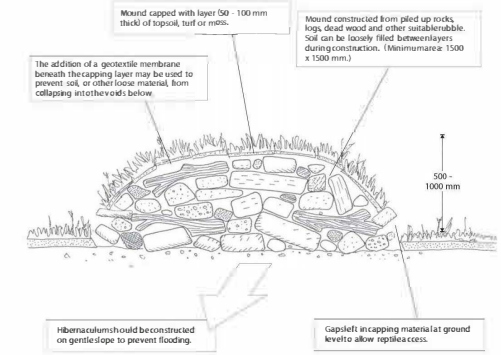 Mound capped with layer (50 - 100 mm
thick) of topsoil, turf or moss.
Mound constructed from piled up rocks,
logs, dead wood and other suitable rubble.
Soil can be loosely filled between layers
during construction. (Minimum area: 1500
x 1500 mm.)
The addition of a geotextile membrane
beneath the capping layer may be used to
prevent soil, or other loose material, from
collapsing into the voids below.
500 -
1000 mm
Hibernaculum should be constructed
on gentle slope to prevent flooding.
Gaps left in capping material at ground
level to allow reptile access.